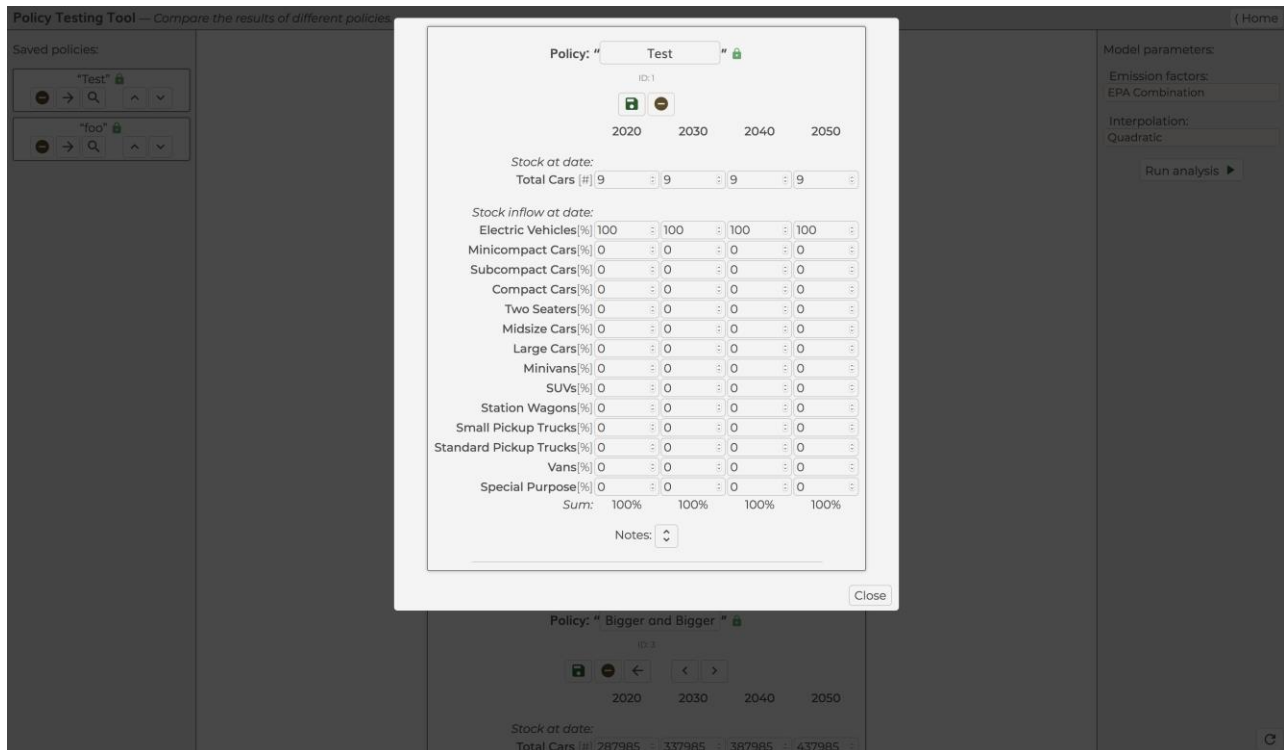 Policy Testing Tool — Compare the results of different policies.
⟨ Home
Saved policies:
"Test"
"foo"
Policy: " Test "
ID: 1
2020 2030 2040 2050
Stock at date:
Total Cars [#] 9 9 9 9
Stock inflow at date:
Electric Vehicles[%] 100 100 100 100
Minicompact Cars[%] 0 0 0 0
Subcompact Cars[%] 0 0 0 0
Compact Cars[%] 0 0 0 0
Two Seaters[%] 0 0 0 0
Midsize Cars[%] 0 0 0 0
Large Cars[%] 0 0 0 0
Minivans[%] 0 0 0 0
SUVs[%] 0 0 0 0
Station Wagons[%] 0 0 0 0
Small Pickup Trucks[%] 0 0 0 0
Standard Pickup Trucks[%] 0 0 0 0
Vans[%] 0 0 0 0
Special Purpose[%] 0 0 0 0
Sum: 100% 100% 100% 100%
Notes:
Close
Policy: " Bigger and Bigger "
ID: 3
2020 2030 2040 2050
Stock at date:
Total Cars [#] 287985 337985 387985 437985
Model parameters:
Emission factors:
EPA Combination
Interpolation:
Quadratic
Run analysis